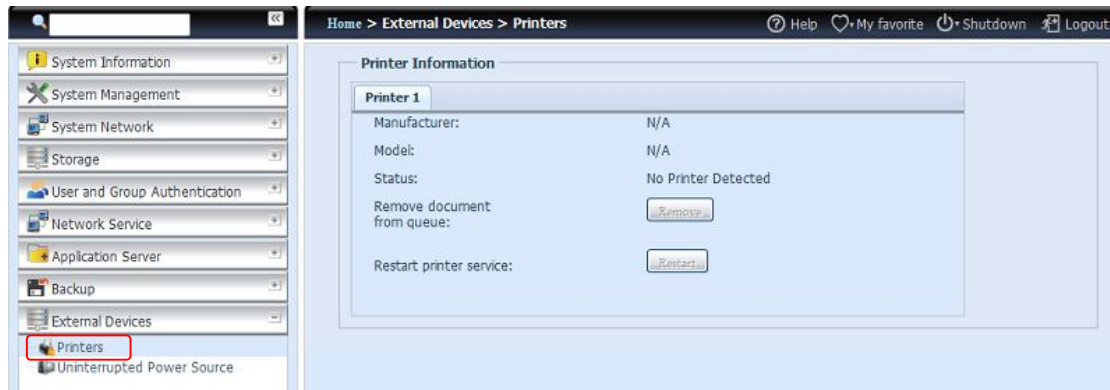 Home > External Devices > Printers
Help My favorite Shutdown Logout
System Information
System Management
System Network
Storage
User and Group Authentication
Network Service
Application Server
Backup
External Devices
Printers
Uninterrupted Power Source
Printer Information
Printer 1
Manufacturer: N/A
Model: N/A
Status: No Printer Detected
Remove document
from queue: Remove
Restart printer service: Restart